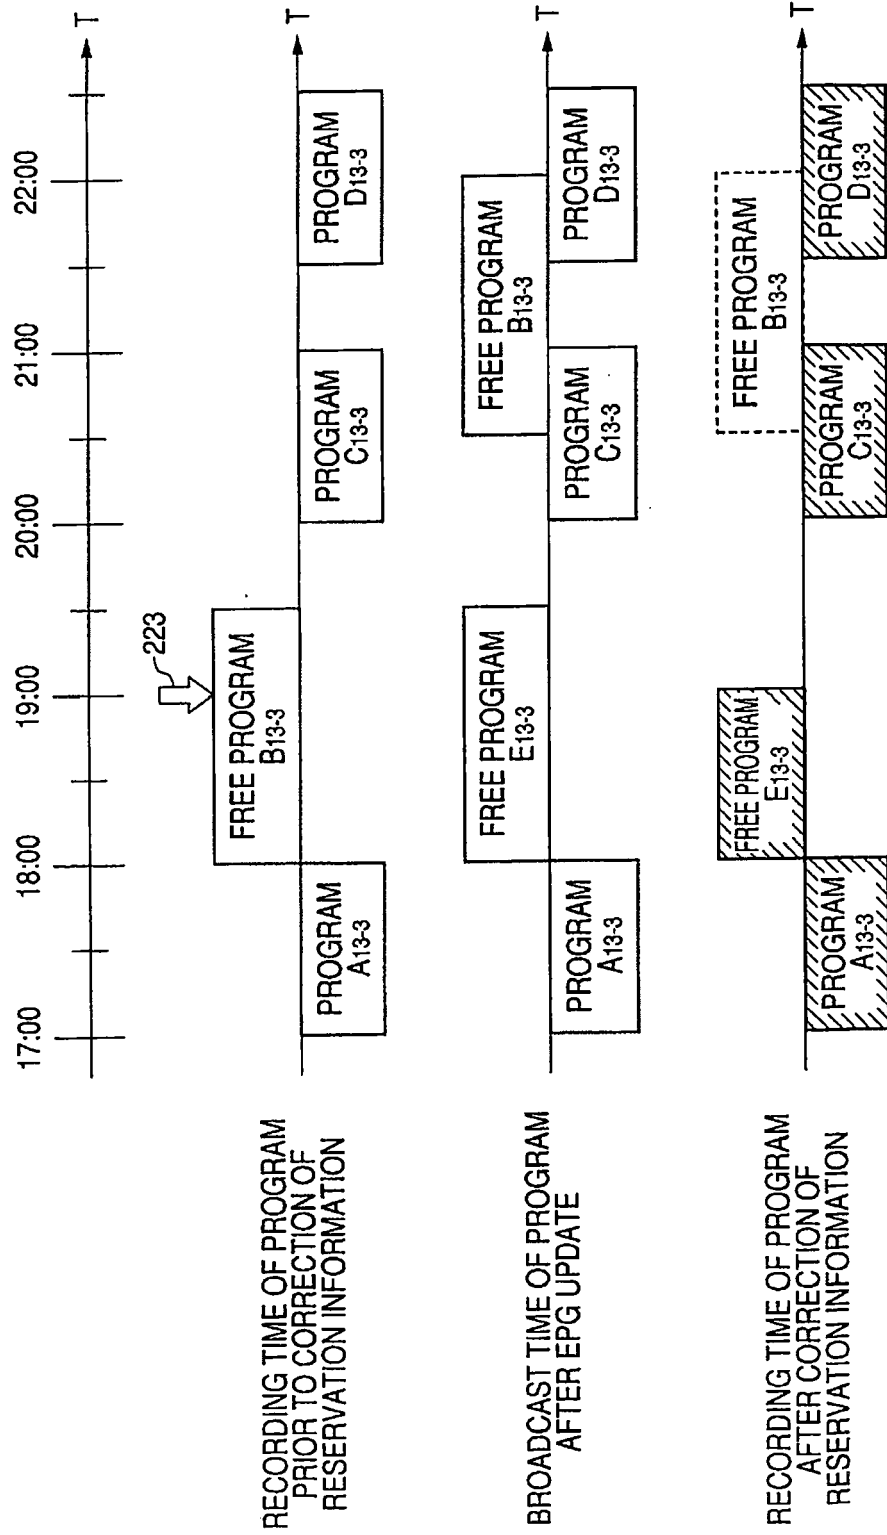 17:00 18:00 19:00 20:00 21:00 22:00
T
223
RECORDING TIME OF PROGRAM
PRIOR TO CORRECTION OF
RESERVATION INFORMATION
FREE PROGRAM
B13-3
PROGRAM
A13-3
PROGRAM
C13-3
PROGRAM
D13-3
T
BROADCAST TIME OF PROGRAM
AFTER EPG UPDATE
FREE PROGRAM
E13-3
FREE PROGRAM
B13-3
PROGRAM
A13-3
PROGRAM
C13-3
PROGRAM
D13-3
T
RECORDING TIME OF PROGRAM
AFTER CORRECTION OF
RESERVATION INFORMATION
FREE PROGRAM
E13-3
FREE PROGRAM
B13-3
PROGRAM
A13-3
PROGRAM
C13-3
PROGRAM
D13-3
T